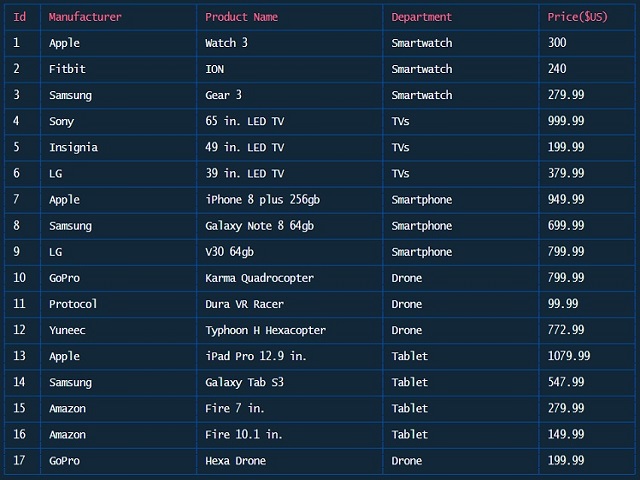 Id Manufacturer Product Name Department Price($US)
1 Apple Watch 3 Smartwatch 300
2 Fitbit ION Smartwatch 240
3 Samsung Gear 3 Smartwatch 279.99
4 Sony 65 in. LED TV TVs 999.99
5 Insignia 49 in. LED TV TVs 199.99
6 LG 39 in. LED TV TVs 379.99
7 Apple iPhone 8 plus 256gb Smartphone 949.99
8 Samsung Galaxy Note 8 64gb Smartphone 699.99
9 LG V30 64gb Smartphone 799.99
10 GoPro Karma Quadrocopter Drone 799.99
11 Protocol Dura VR Racer Drone 99.99
12 Yuneec Typhoon H Hexacopter Drone 772.99
13 Apple iPad Pro 12.9 in. Tablet 1079.99
14 Samsung Galaxy Tab S3 Tablet 547.99
15 Amazon Fire 7 in. Tablet 279.99
16 Amazon Fire 10.1 in. Tablet 149.99
17 GoPro Hexa Drone Drone 199.99